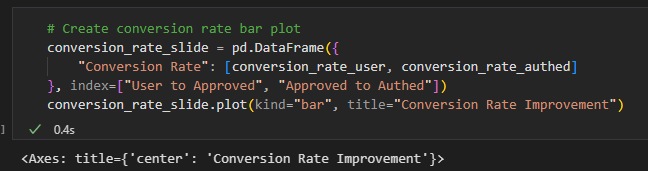 # Create conversion rate bar plot
conversion_rate_slide = pd.DataFrame({
    "Conversion Rate": [conversion_rate_user, conversion_rate_authed]
}, index=["User to Approved", "Approved to Authed"])
conversion_rate_slide.plot(kind="bar", title="Conversion Rate Improvement")
]
✓ 0.4s
<Axes: title={'center': 'Conversion Rate Improvement'}>